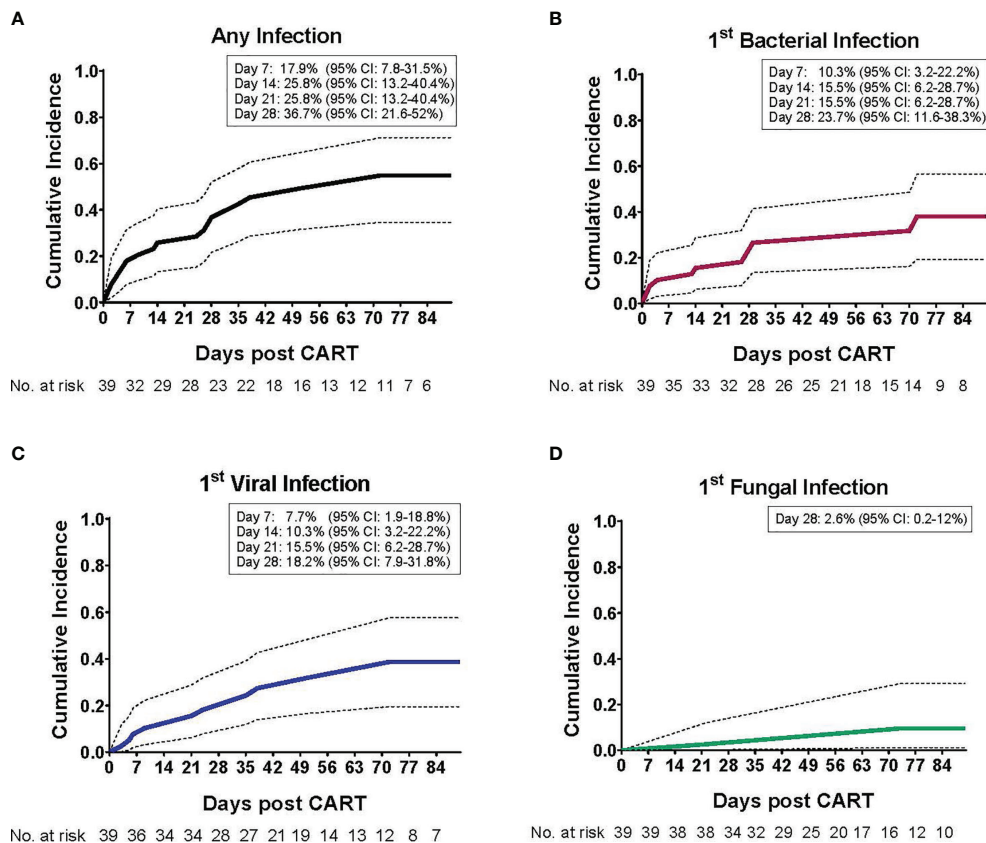 A
Any Infection
Day 7: 17.9% (95% CI: 7.8-31.5%)
Day 14: 25.8% (95% CI: 13.2-40.4%)
Day 21: 25.8% (95% CI: 13.2-40.4%)
Day 28: 36.7% (95% CI: 21.6-52%)
Cumulative Incidence
1.0
0.8
0.6
0.4
0.2
0.0
0 7 14 21 28 35 42 49 56 63 70 77 84
Days post CART
No. at risk 39 32 29 28 23 22 18 16 13 12 11 7 6
B
1st Bacterial Infection
Day 7: 10.3% (95% CI: 3.2-22.2%)
Day 14: 15.5% (95% CI: 6.2-28.7%)
Day 21: 15.5% (95% CI: 6.2-28.7%)
Day 28: 23.7% (95% CI: 11.6-38.3%)
Cumulative Incidence
1.0
0.8
0.6
0.4
0.2
0.0
0 7 14 21 28 35 42 49 56 63 70 77 84
Days post CART
No. at risk 39 35 33 32 28 26 25 21 18 15 14 9 8
C
1st Viral Infection
Day 7: 7.7% (95% CI: 1.9-18.8%)
Day 14: 10.3% (95% CI: 3.2-22.2%)
Day 21: 15.5% (95% CI: 6.2-28.7%)
Day 28: 18.2% (95% CI: 7.9-31.8%)
Cumulative Incidence
1.0
0.8
0.6
0.4
0.2
0.0
0 7 14 21 28 35 42 49 56 63 70 77 84
Days post CART
No. at risk 39 36 34 34 28 27 21 19 14 13 12 8 7
D
1st Fungal Infection
Day 28: 2.6% (95% CI: 0.2-12%)
Cumulative Incidence
1.0
0.8
0.6
0.4
0.2
0.0
0 7 14 21 28 35 42 49 56 63 70 77 84
Days post CART
No. at risk 39 39 38 38 34 32 29 25 20 17 16 12 10